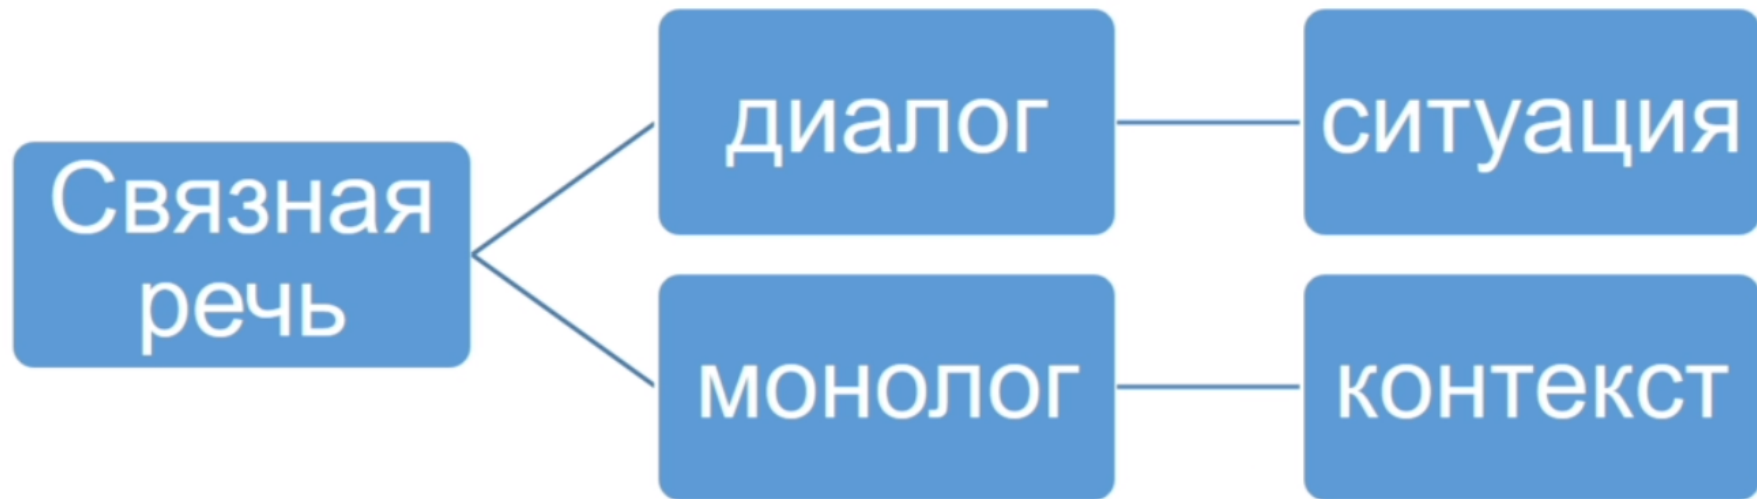 Связная
речь
диалог
ситуация
монолог
контекст